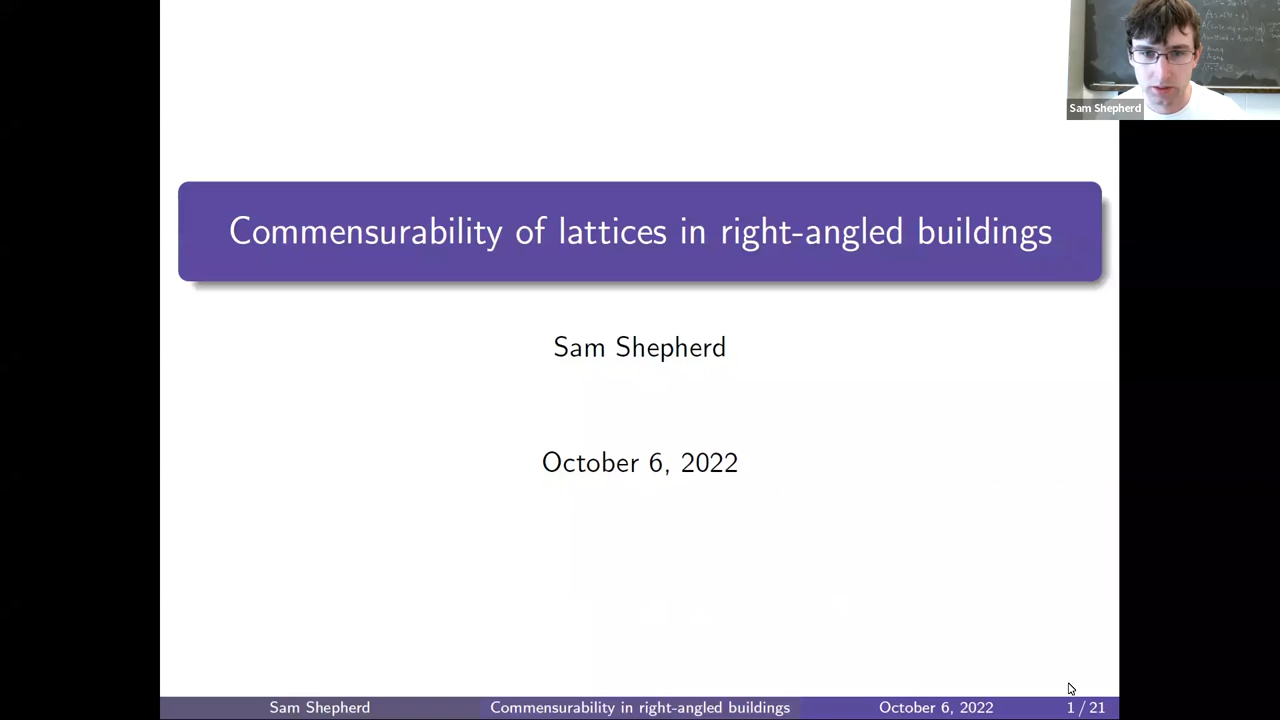 Sam Shepherd
Commensurability of lattices in right-angled buildings
Sam Shepherd
October 6, 2022
Sam Shepherd
Commensurability in right-angled buildings
October 6, 2022
1 / 21